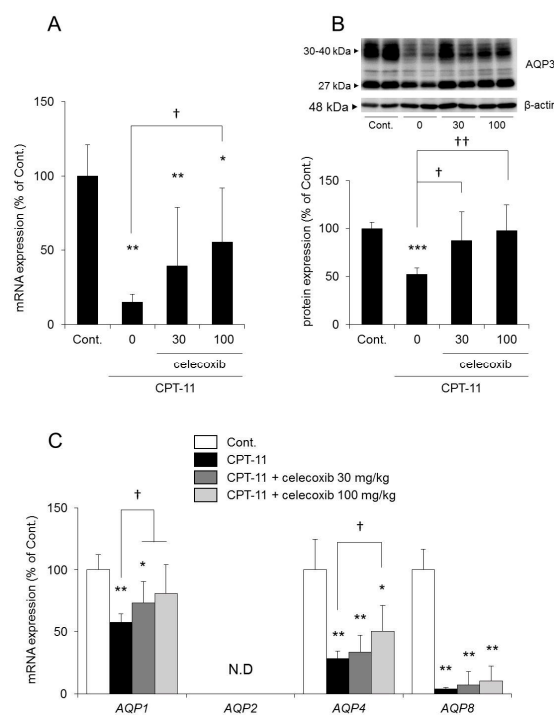 A
mRNA expression (% of Cont.)
150
100
50
0
†
**
**
*
Cont.
0
30
100
celecoxib
CPT-11
B
30-40 kDa
27 kDa
48 kDa
AQP3
β-actin
Cont.
0
30
100
protein expression (% of Cont.)
150
100
50
0
††
†
***
Cont.
0
30
100
celecoxib
CPT-11
C
Cont.
CPT-11
CPT-11 + celecoxib 30 mg/kg
CPT-11 + celecoxib 100 mg/kg
mRNA expression (% of Cont.)
150
100
50
0
†
**
*
N.D
†
**
**
*
**
**
**
AQP1
AQP2
AQP4
AQP8